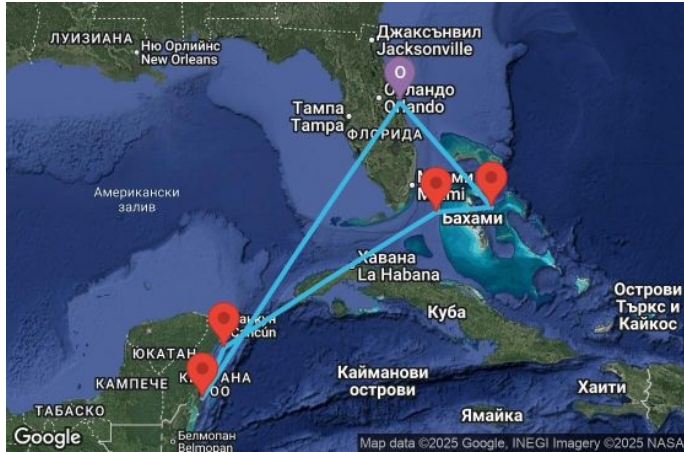 ЛУИЗИАНА
Ню Орлийнс
New Orleans
Джаксънвил
Jacksonville
O
Orlando
Тампа
Tampa
ФЛОРИДА
Американски
залив
Miami
Бахами
Хавана
La Habana
Куба
Острови
Търкс и
Кайкос
Cancún
ЮКАТАН
КАМПЕЧЕ
ТАБАСКО
Кайманови
острови
Хаити
Ямайка
Белмопан
Belmopan
Google
Map data ©2025 Google, INEGI Imagery ©2025 NASA